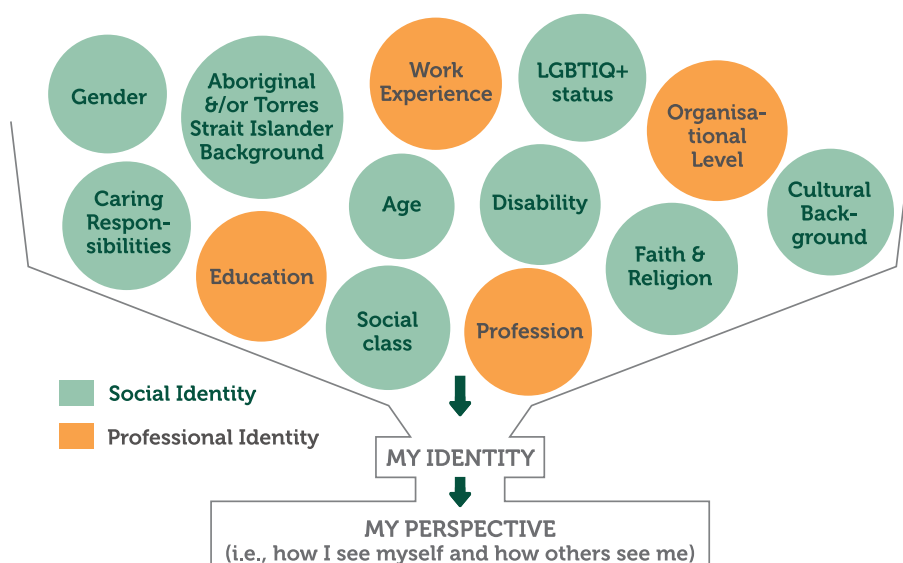 Gender
Aboriginal
&/or Torres
Strait Islander
Background
Work
Experience
LGBTIQ+
status
Organisa-
tional
Level
Caring
Respon-
sibilities
Age
Disability
Cultural
Back-
ground
Education
Faith &
Religion
Social
class
Profession
Social Identity
Professional Identity
MY IDENTITY
MY PERSPECTIVE
(i.e., how I see myself and how others see me)